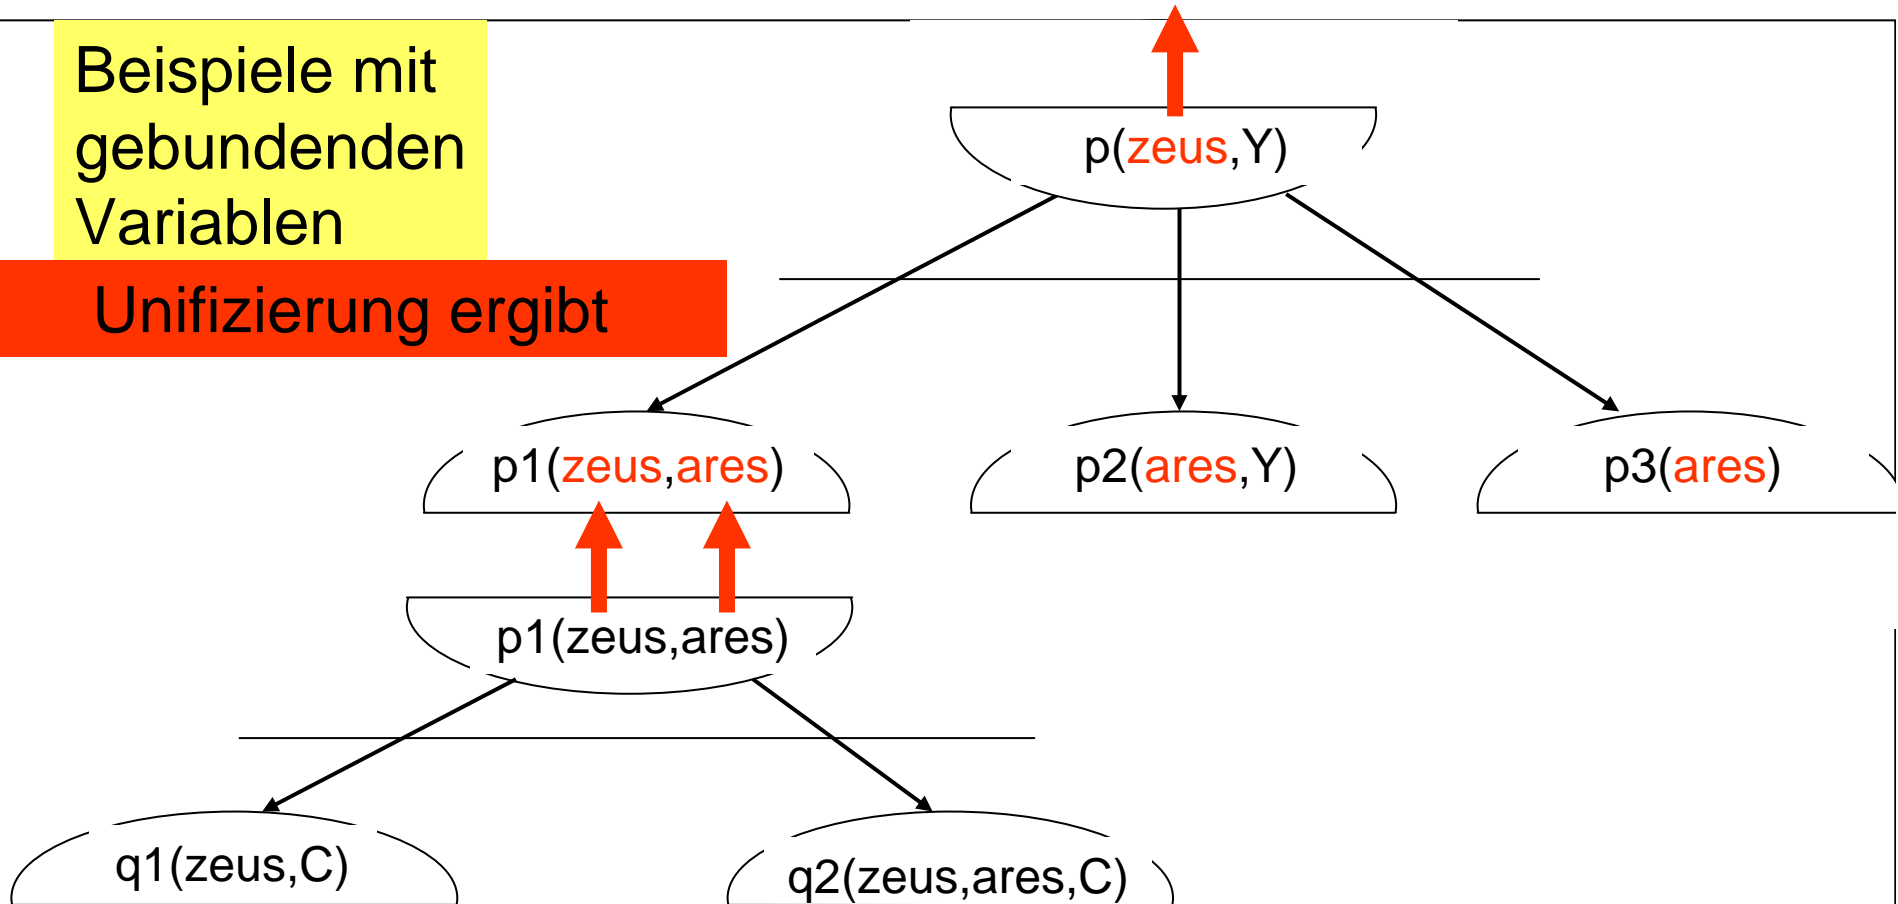 Beispiele mit
gebundenden
Variablen
Unifizierung ergibt
p(zeus,Y)
p1(zeus,ares)
p2(ares,Y)
p3(ares)
p1(zeus,ares)
q1(zeus,C)
q2(zeus,ares,C)